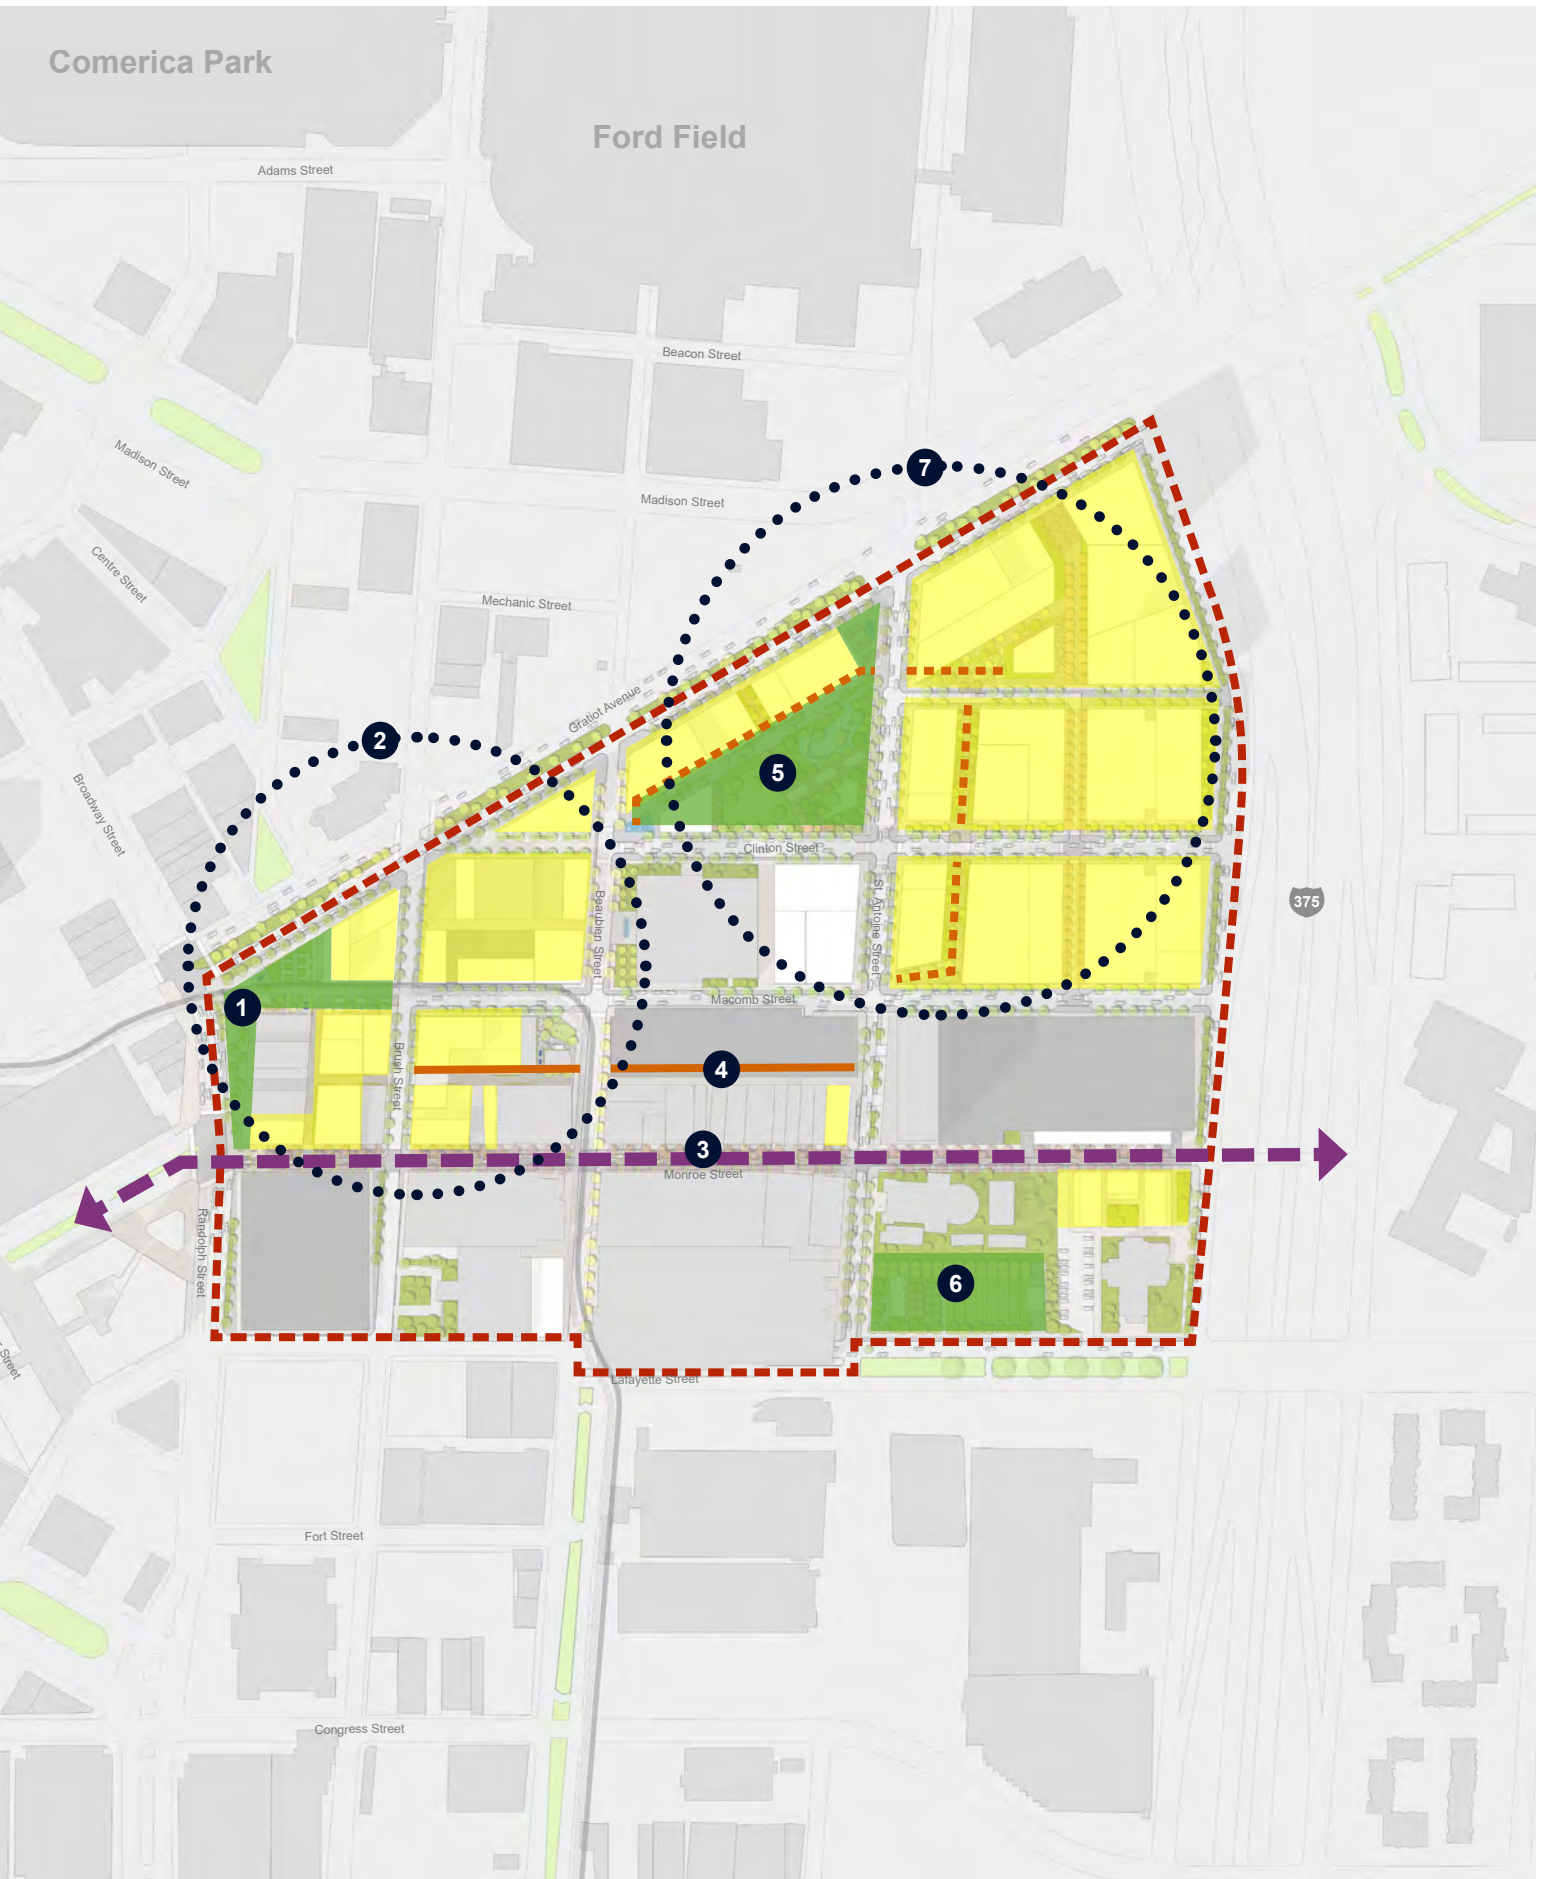 Comerica Park
Ford Field
Adams Street
Beacon Street
Madison Street
Madison Street
7
Centre Street
Mechanic Street
Gratiot Avenue
2
5
Broadway Street
Clinton Street
Beaubien Street
St. Antoine Street
375
Macomb Street
1
Brush Street
4
3
Monroe Street
Randolph Street
6
Street
Lafayette Street
Fort Street
Congress Street